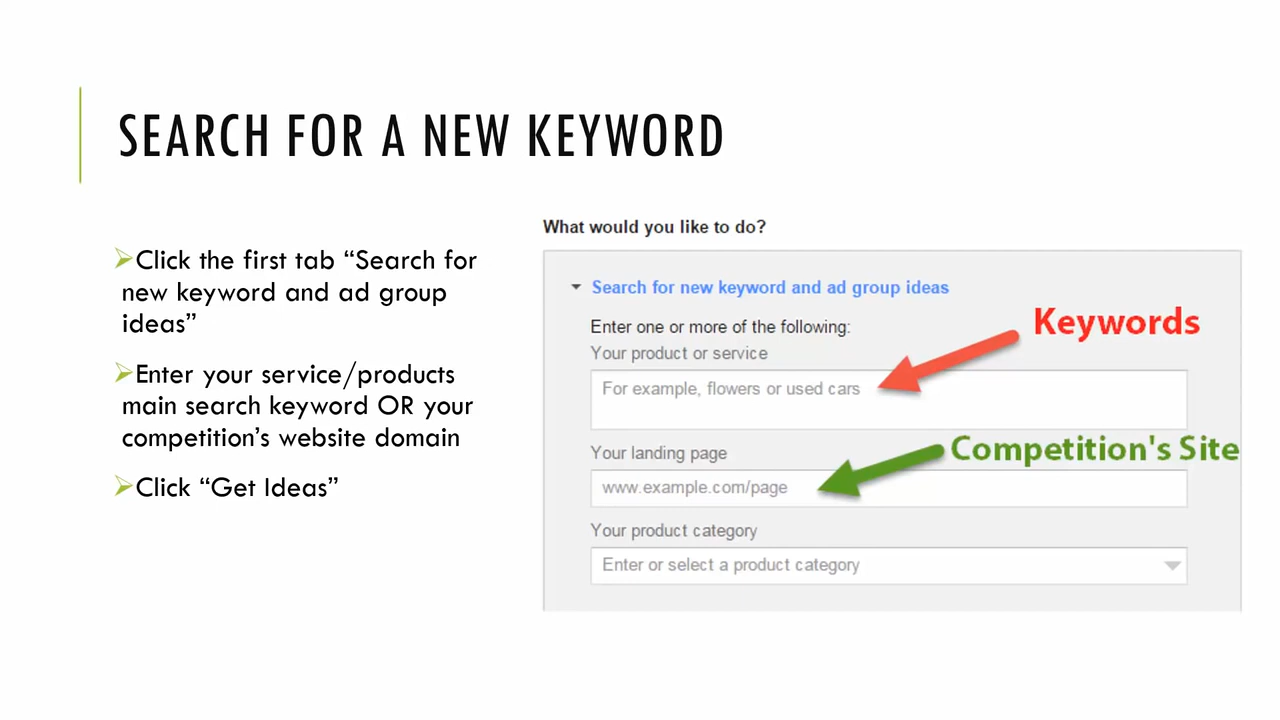 SEARCH FOR A NEW KEYWORD
Click the first tab “Search for
new keyword and ad group
ideas”
Enter your service/products
main search keyword OR your
competition’s website domain
Click “Get Ideas”
What would you like to do?
Search for new keyword and ad group ideas
Enter one or more of the following:
Keywords
Your product or service
For example, flowers or used cars
Your landing page
Competition's Site
www.example.com/page
Your product category
Enter or select a product category